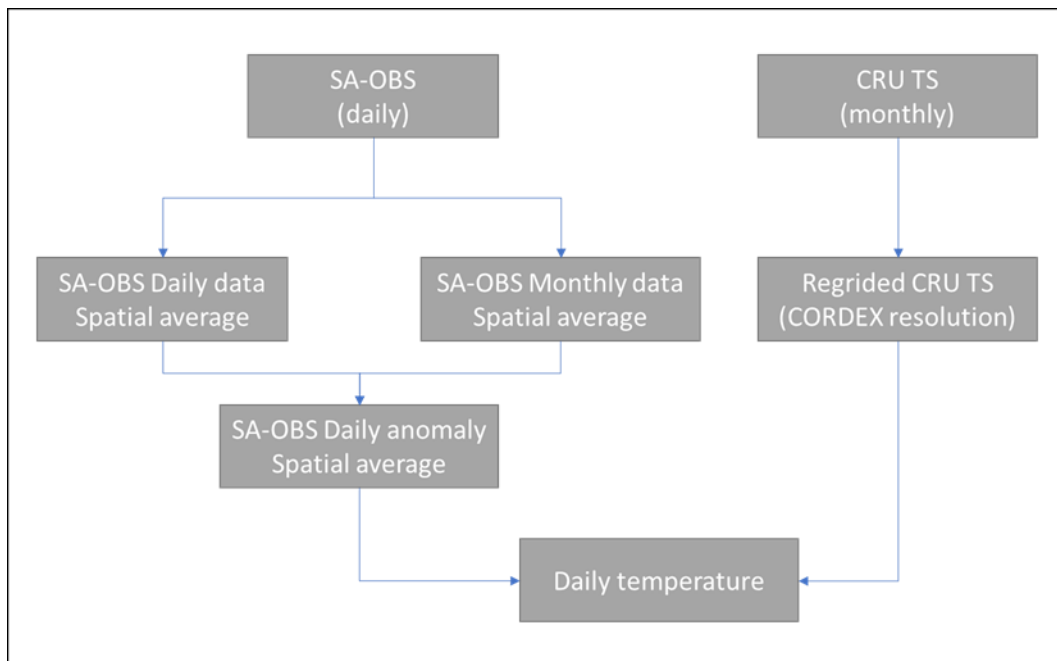 SA-OBS
(daily)
CRU TS
(monthly)
SA-OBS Daily data
Spatial average
SA-OBS Monthly data
Spatial average
Regrided CRU TS
(CORDEX resolution)
SA-OBS Daily anomaly
Spatial average
Daily temperature